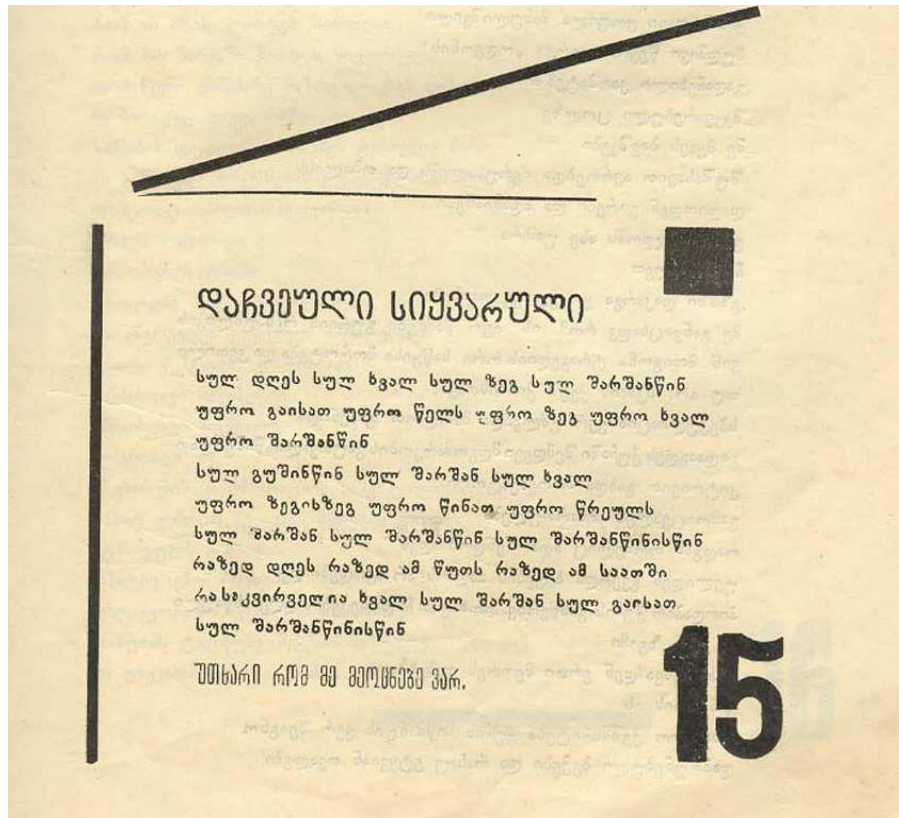 დაჩვეული სიყვარული
სულ დღეს სულ ხვალ სულ ზეგ სულ შარშანწინ
უფრო გაისათ უფრო წელს უფრო ზეგ უფრო ხვალ
უფრო შარშანწინ
სულ გუშინწინ სულ შარშან სულ ხვალ
უფრო ზეგისზეგ უფრო წინათ უფრო წრეულს
სულ შარშან სულ შარშანწინ სულ შარშანწინისწინ
რაზედ დღეს რაზედ ამ წუთს რაზედ ამ საათში
რა საკვირველია ხვალ სულ შარშან სულ გაისათ
სულ შარშანწინისწინ
უთხარი რომ მე მეოცნებე ვარ.
15